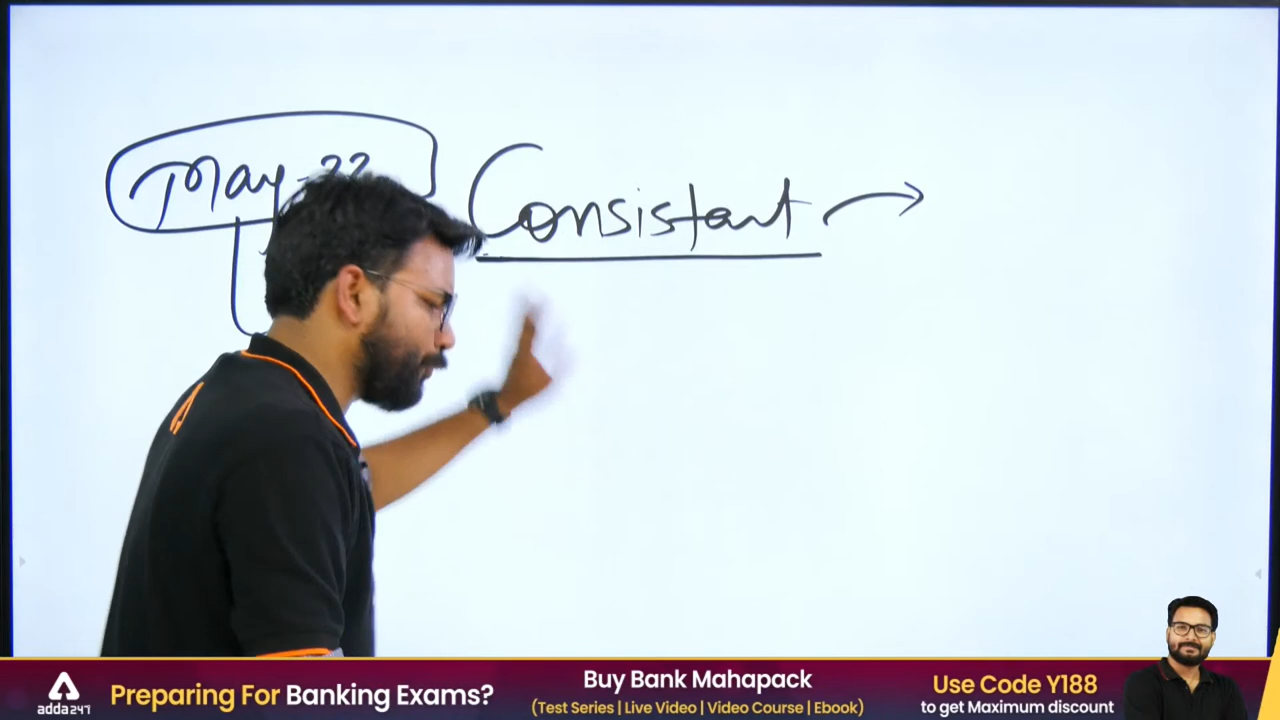 May-22
Consistant
adda247
Preparing For Banking Exams?
Buy Bank Mahapack
(Test Series | Live Video | Video Course | Ebook)
Use Code Y188
to get Maximum discount